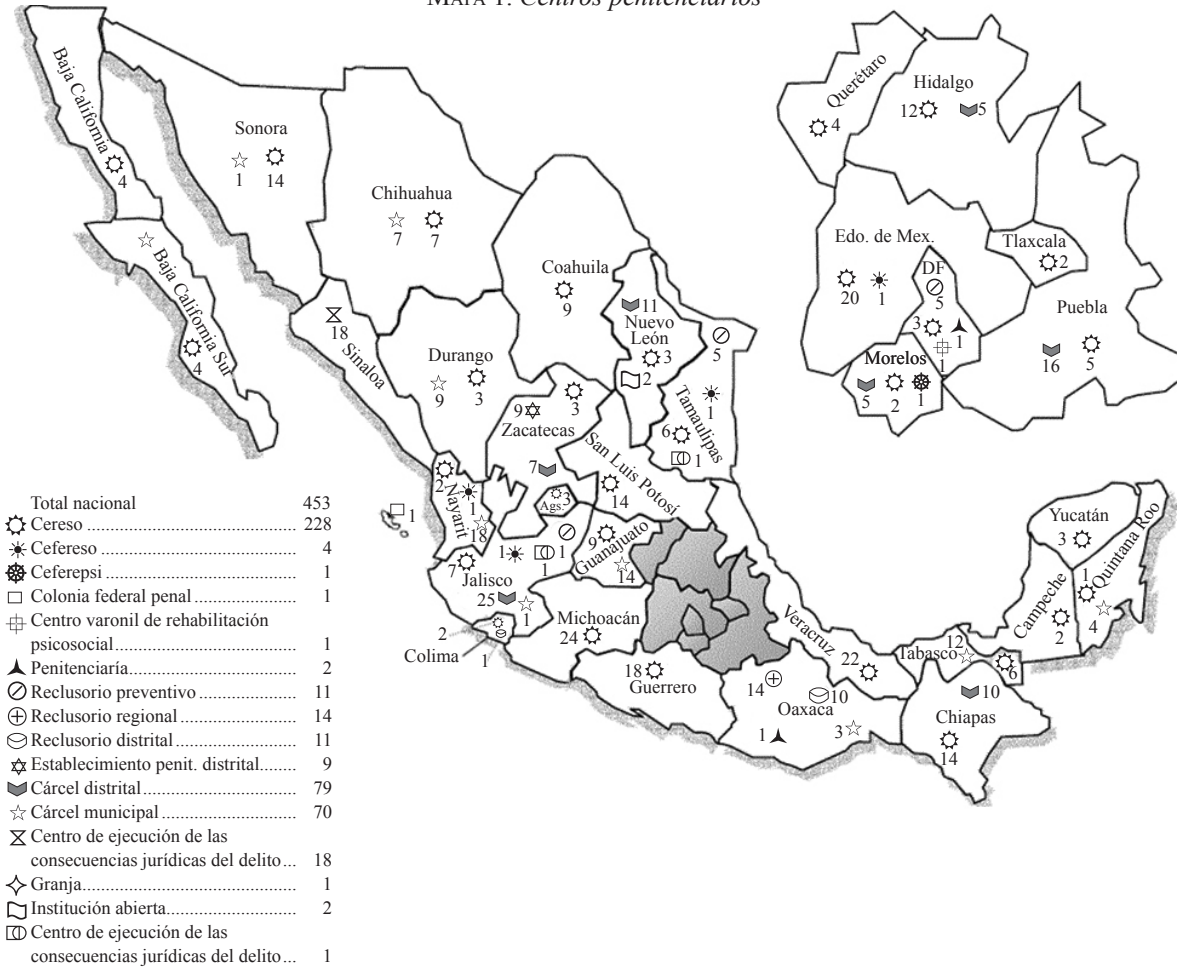 MAPA 1. Centros penitenciarios
Baja California
4
Sonora
1 14
Chihuahua
7 7
Baja California Sur
4
Coahuila
9
11
Nuevo
León
3
2
5
1
Tamaulipas
6
1
18
Sinaloa
Durango
9 3
3
9
Zacatecas
7
San Luis Potosí
14
Ags.
3
2
Nayarit
1
18
1
1
1
1
7
Jalisco
25
1
9
Guanajuato
14
2
Colima
1
Michoacán
24
18
Guerrero
Veracruz
22
14
10
Oaxaca
1
3
12
Tabasco
6
10
Chiapas
14
Yucatán
3
Quintana Roo
1
4
Campeche
2
Querétaro
4
Hidalgo
12 5
Edo. de Mex.
20 1
DF
5
3
1
1
Tlaxcala
2
Puebla
16 5
Morelos
5 2 1
Total nacional 453
Cereso 228
Cefereso 4
Ceferepsi 1
Colonia federal penal 1
Centro varonil de rehabilitación
psicosocial 1
Penitenciaría 2
Reclusorio preventivo 11
Reclusorio regional 14
Reclusorio distrital 11
Establecimiento penit. distrital 9
Cárcel distrital 79
Cárcel municipal 70
Centro de ejecución de las
consecuencias jurídicas del delito 18
Granja 1
Institución abierta 2
Centro de ejecución de las
consecuencias jurídicas del delito 1